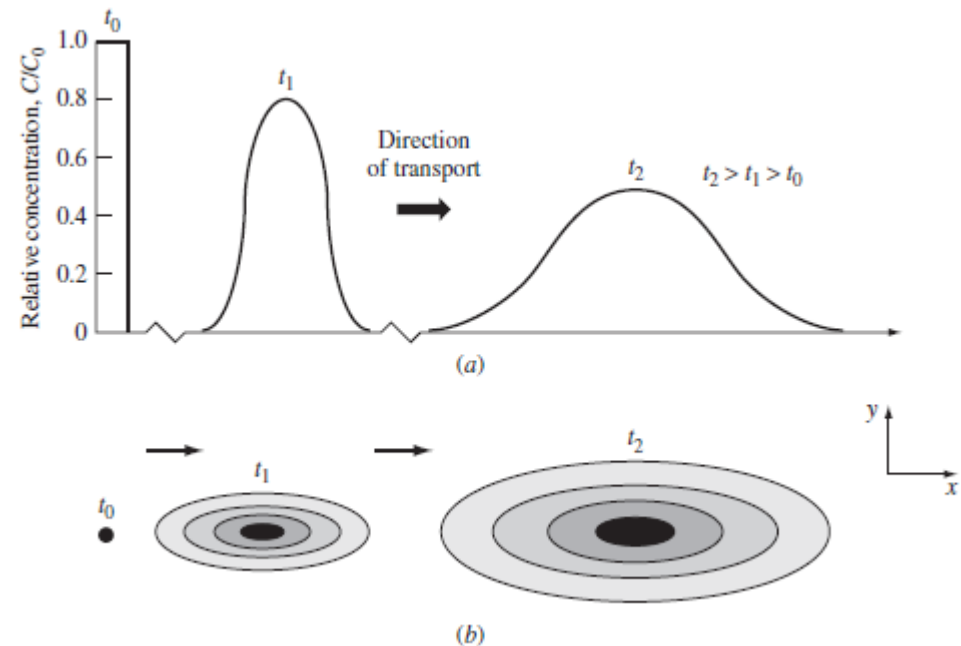 t₀
1.0
0.8
0.6
0.4
0.2
0
Relative concentration, C/C₀
t₁
Direction
of transport
t₂
t₂ > t₁ > t₀
(a)
t₀
t₁
t₂
y
x
(b)